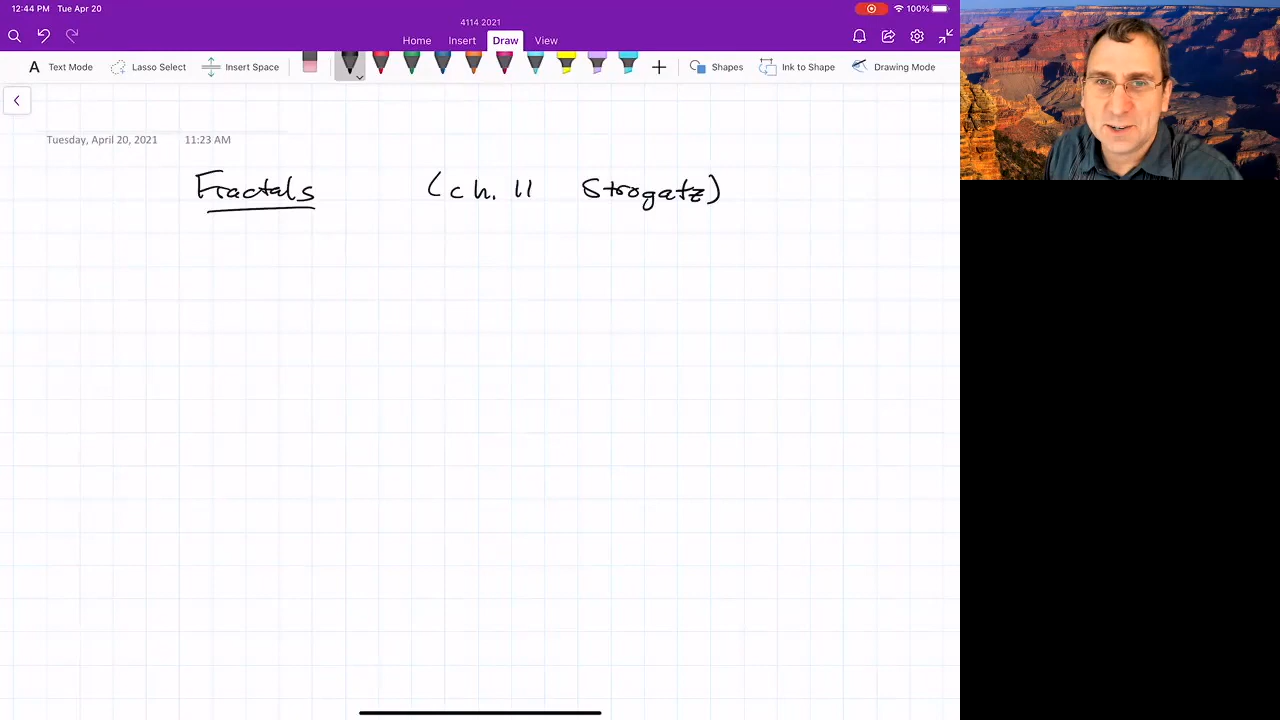 12:44 PM Tue Apr 20 100%
4114 2021
Home Insert Draw View
A Text Mode Lasso Select Insert Space Shapes Ink to Shape Drawing Mode
Tuesday, April 20, 2021 11:23 AM
Fractals (ch. 11 Strogatz)